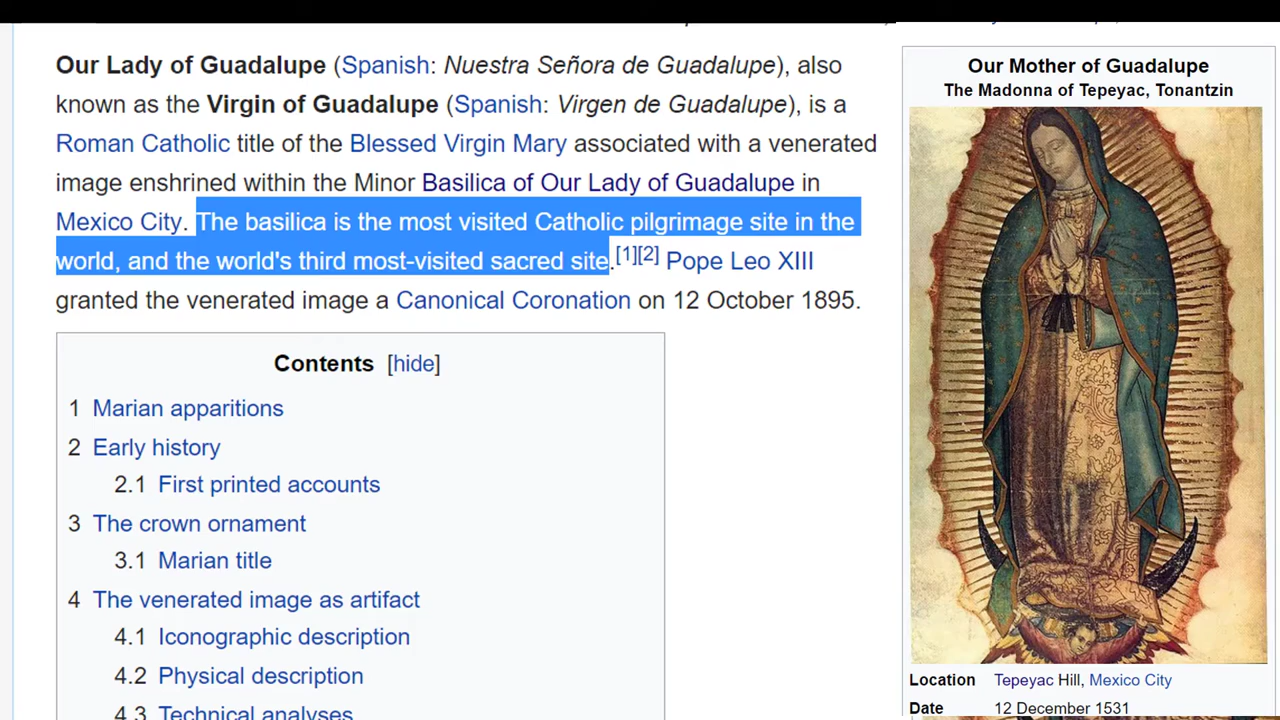 Our Lady of Guadalupe (Spanish: Nuestra Señora de Guadalupe), also
known as the Virgin of Guadalupe (Spanish: Virgen de Guadalupe), is a
Roman Catholic title of the Blessed Virgin Mary associated with a venerated
image enshrined within the Minor Basilica of Our Lady of Guadalupe in
Mexico City. The basilica is the most visited Catholic pilgrimage site in the
world, and the world's third most-visited sacred site.[1][2] Pope Leo XIII
granted the venerated image a Canonical Coronation on 12 October 1895.
Contents [hide]
1 Marian apparitions
2 Early history
2.1 First printed accounts
3 The crown ornament
3.1 Marian title
4 The venerated image as artifact
4.1 Iconographic description
4.2 Physical description
4.3 Technical analyses
Our Mother of Guadalupe
The Madonna of Tepeyac, Tonantzin
Location Tepeyac Hill, Mexico City
Date 12 December 1531